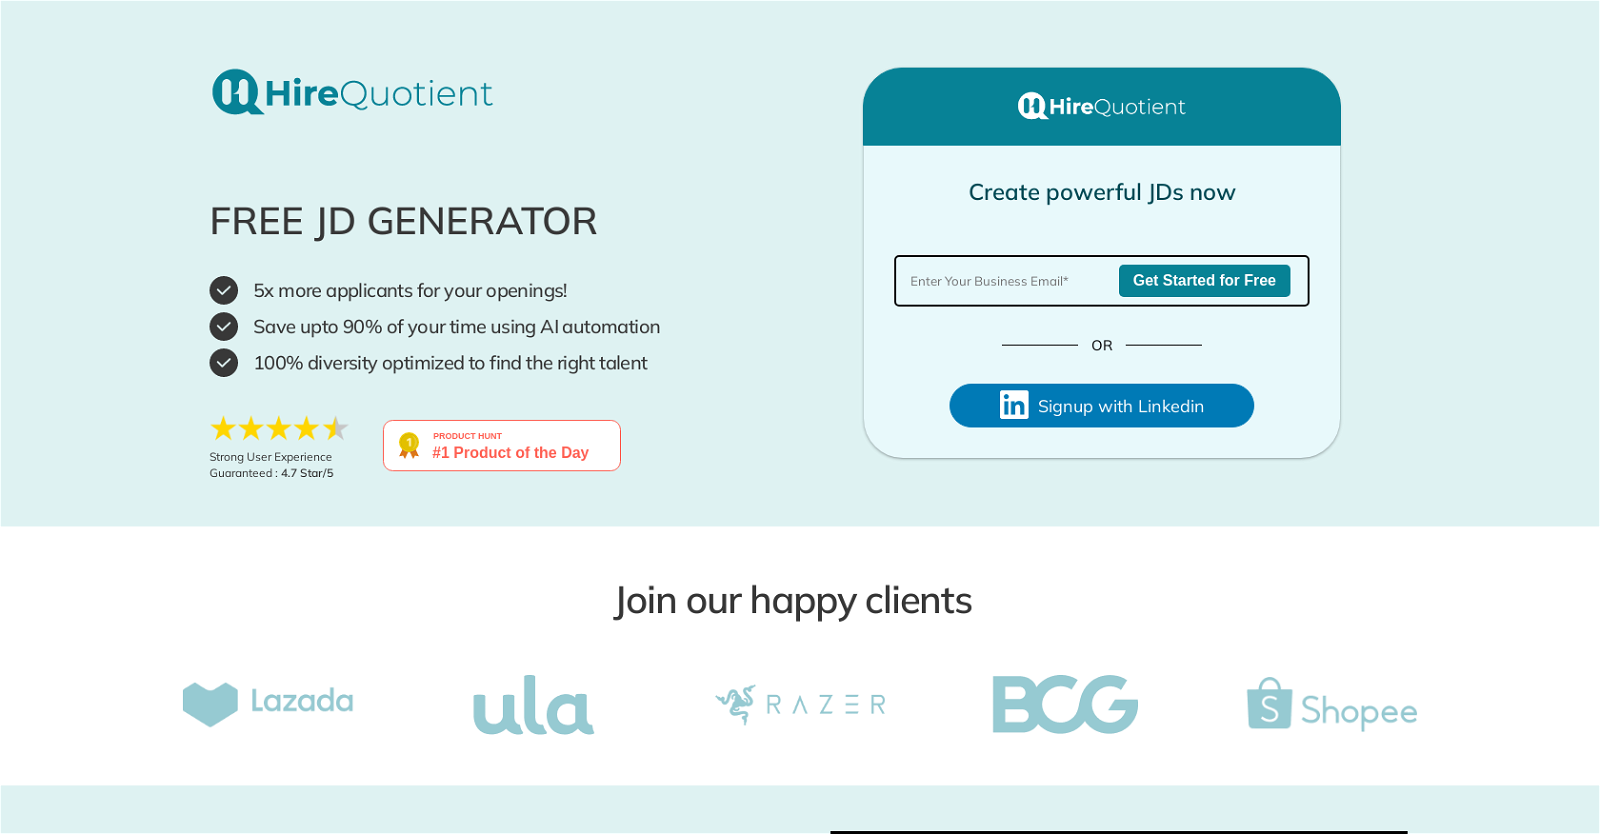 HireQuotient
FREE JD GENERATOR
5x more applicants for your openings!
Save upto 90% of your time using AI automation
100% diversity optimized to find the right talent
Strong User Experience
Guaranteed : 4.7 Star/5
1
PRODUCT HUNT
#1 Product of the Day
HireQuotient
Create powerful JDs now
Enter Your Business Email*
Get Started for Free
OR
in Signup with Linkedin
Join our happy clients
Lazada
ula
RAZER
BCG
S Shopee